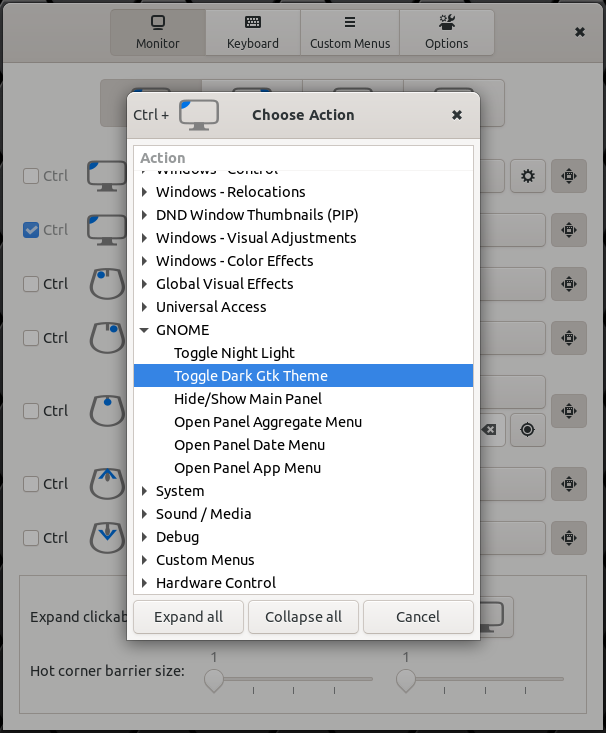 Monitor
Keyboard
Custom Menus
Options
Ctrl +
Choose Action
Action
Windows - Control
Windows - Relocations
DND Window Thumbnails (PIP)
Windows - Visual Adjustments
Windows - Color Effects
Global Visual Effects
Universal Access
GNOME
Toggle Night Light
Toggle Dark Gtk Theme
Hide/Show Main Panel
Open Panel Aggregate Menu
Open Panel Date Menu
Open Panel App Menu
System
Sound / Media
Debug
Custom Menus
Hardware Control
Expand all
Collapse all
Cancel
Ctrl
Ctrl
Ctrl
Ctrl
Ctrl
Ctrl
Ctrl
Hot corner barrier size:
1
1